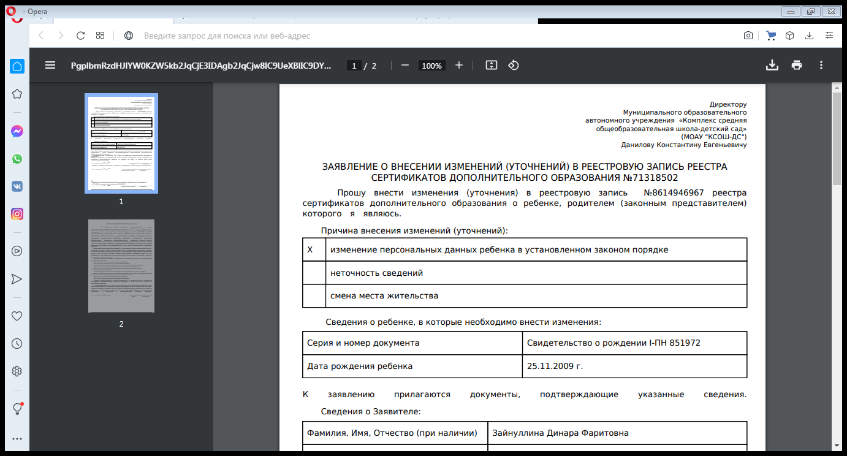 Opera
Введите запрос для поиска или веб-адрес
PgplbmRzdHJlYW0KZW5kb2JqCjE3IDAgb2JqCjw8IC9UeXBlIC9DY...
1 / 2
100%
1
2
Директору
Муниципального образовательного
автономного учреждения «Комплекс средняя
общеобразовательная школа-детский сад»
(МОАУ "КСОШ-ДС")
Данилову Константину Евгеньевичу
ЗАЯВЛЕНИЕ О ВНЕСЕНИИ ИЗМЕНЕНИЙ (УТОЧНЕНИЙ) В РЕЕСТРОВУЮ ЗАПИСЬ РЕЕСТРА
СЕРТИФИКАТОВ ДОПОЛНИТЕЛЬНОГО ОБРАЗОВАНИЯ №71318502
Прошу внести изменения (уточнения) в реестровую запись №8614946967 реестра
сертификатов дополнительного образования о ребенке, родителем (законным представителем)
которого я являюсь.
Причина внесения изменений (уточнений):
X изменение персональных данных ребенка в установленном законом порядке
неточность сведений
смена места жительства
Сведения о ребенке, в которые необходимо внести изменения:
Серия и номер документа Свидетельство о рождении I-ПН 851972
Дата рождения ребенка 25.11.2009 г.
К заявлению прилагаются документы, подтверждающие указанные сведения.
Сведения о Заявителе:
Фамилия, Имя, Отчество (при наличии) Зайнуллина Динара Фаритовна